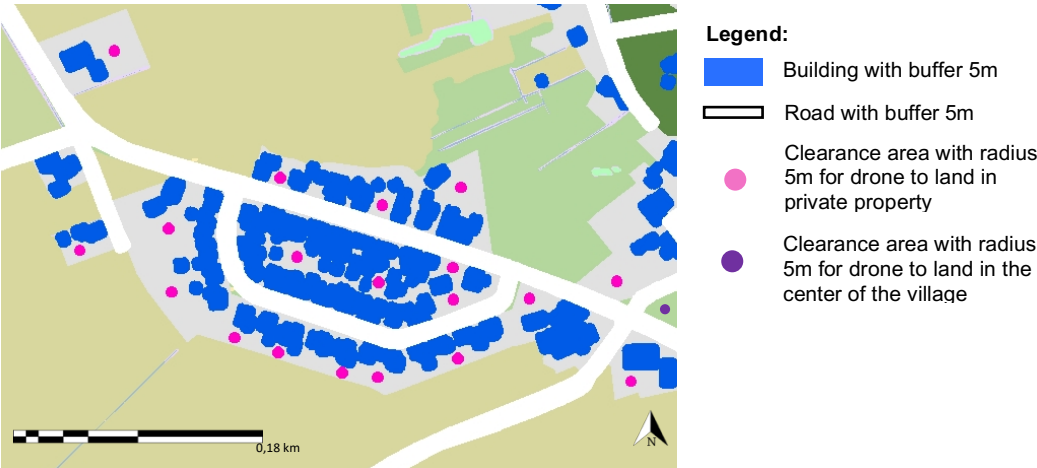 Legend:
Building with buffer 5m
Road with buffer 5m
Clearance area with radius
5m for drone to land in
private property
Clearance area with radius
5m for drone to land in the
center of the village
0,18 km
N